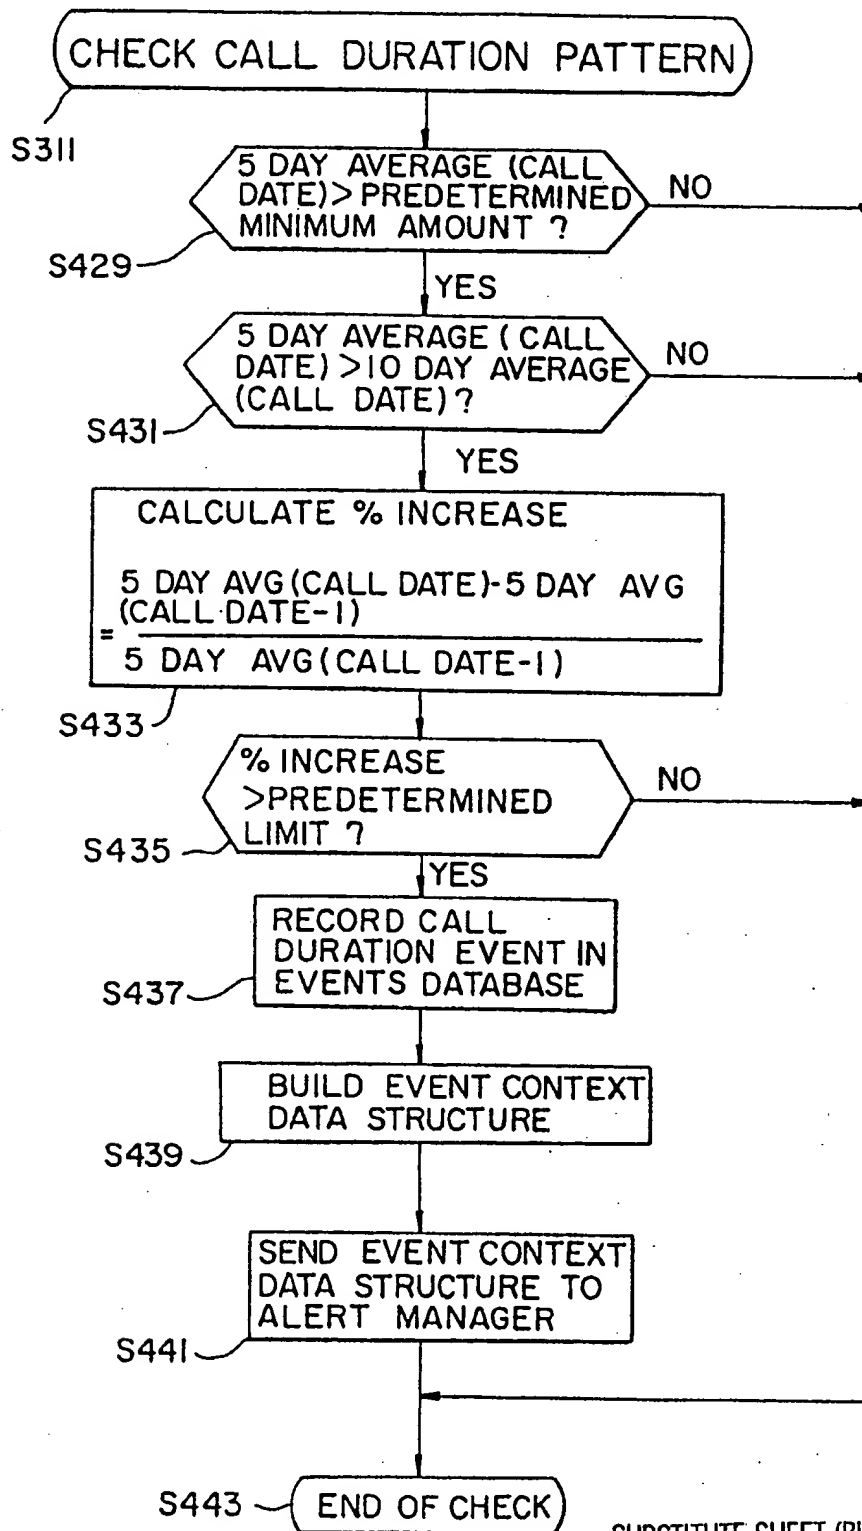 CHECK CALL DURATION PATTERN
S311
5 DAY AVERAGE (CALL
DATE)>PREDETERMINED
MINIMUM AMOUNT ?
NO
S429
YES
5 DAY AVERAGE ( CALL
DATE) >10 DAY AVERAGE
(CALL DATE) ?
NO
S431
YES
CALCULATE % INCREASE
5 DAY AVG (CALL DATE)-5 DAY AVG
(CALL DATE-1)
=
5 DAY AVG (CALL DATE-1)
S433
% INCREASE
>PREDETERMINED
LIMIT ?
NO
S435
YES
RECORD CALL
DURATION EVENT IN
EVENTS DATABASE
S437
BUILD EVENT CONTEXT
DATA STRUCTURE
S439
SEND EVENT CONTEXT
DATA STRUCTURE TO
ALERT MANAGER
S441
S443
END OF CHECK
SUBSTITUTE SHEET